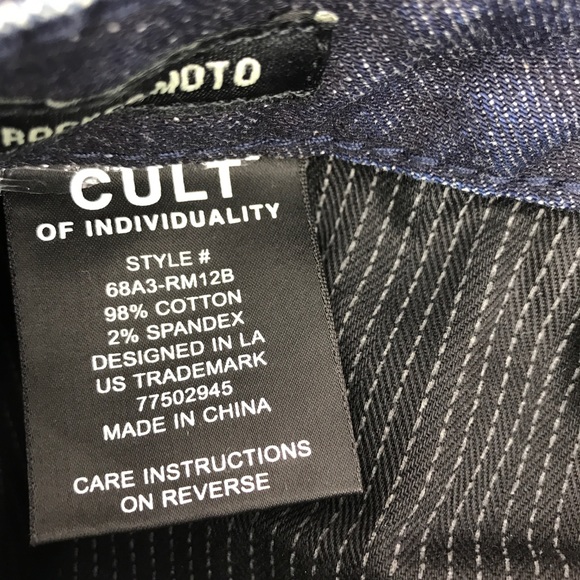 MOTO
CULT
OF INDIVIDUALITY
STYLE #
68A3-RM12B
98% COTTON
2% SPANDEX
DESIGNED IN LA
US TRADEMARK
77502945
MADE IN CHINA
CARE INSTRUCTIONS
ON REVERSE